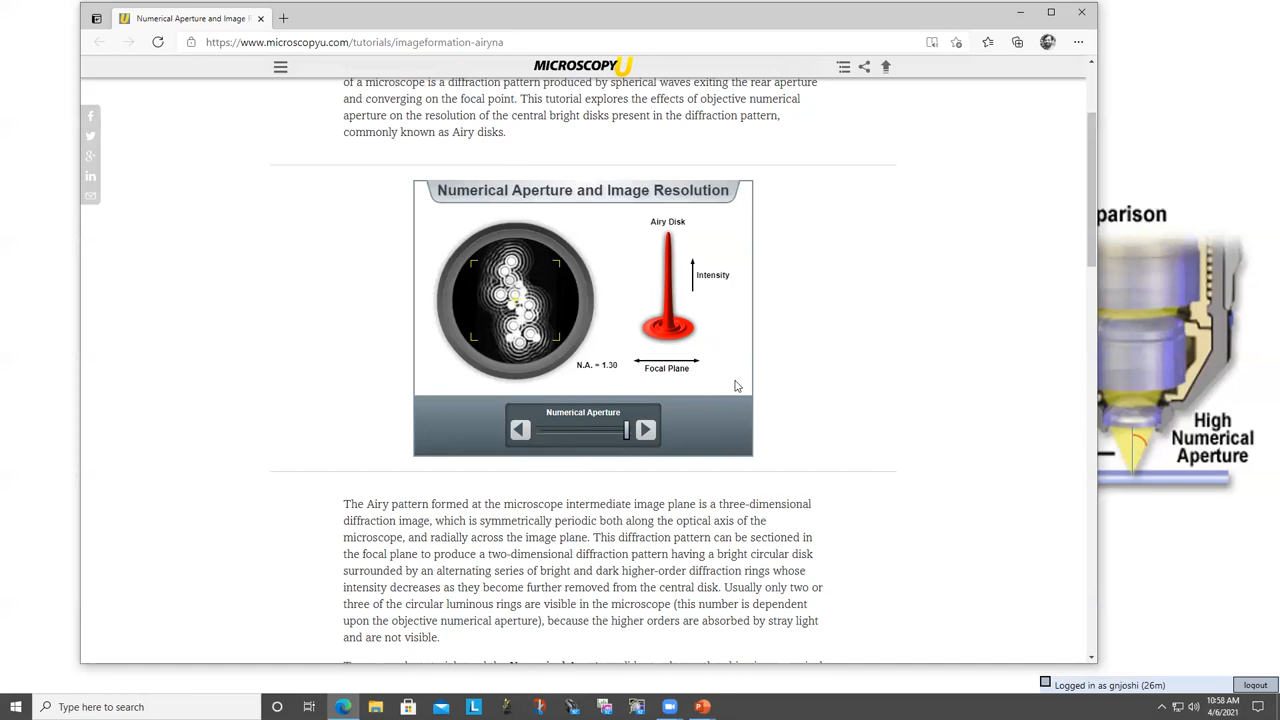 Numerical Aperture and Image R
https://www.microscopyu.com/tutorials/imageformation-airyna
MICROSCOPYU
of a microscope is a diffraction pattern produced by spherical waves exiting the rear aperture
and converging on the focal point. This tutorial explores the effects of objective numerical
aperture on the resolution of the central bright disks present in the diffraction pattern,
commonly known as Airy disks.
Numerical Aperture and Image Resolution
Airy Disk
Intensity
N.A. = 1.30
Focal Plane
Numerical Aperture
The Airy pattern formed at the microscope intermediate image plane is a three-dimensional
diffraction image, which is symmetrically periodic both along the optical axis of the
microscope, and radially across the image plane. This diffraction pattern can be sectioned in
the focal plane to produce a two-dimensional diffraction pattern having a bright circular disk
surrounded by an alternating series of bright and dark higher-order diffraction rings whose
intensity decreases as they become further removed from the central disk. Usually only two or
three of the circular luminous rings are visible in the microscope (this number is dependent
upon the objective numerical aperture), because the higher orders are absorbed by stray light
and are not visible.
parison
High
Numerical
Aperture
Logged in as gnjoshi (26m)
logout
Type here to search
10:58 AM
4/6/2021